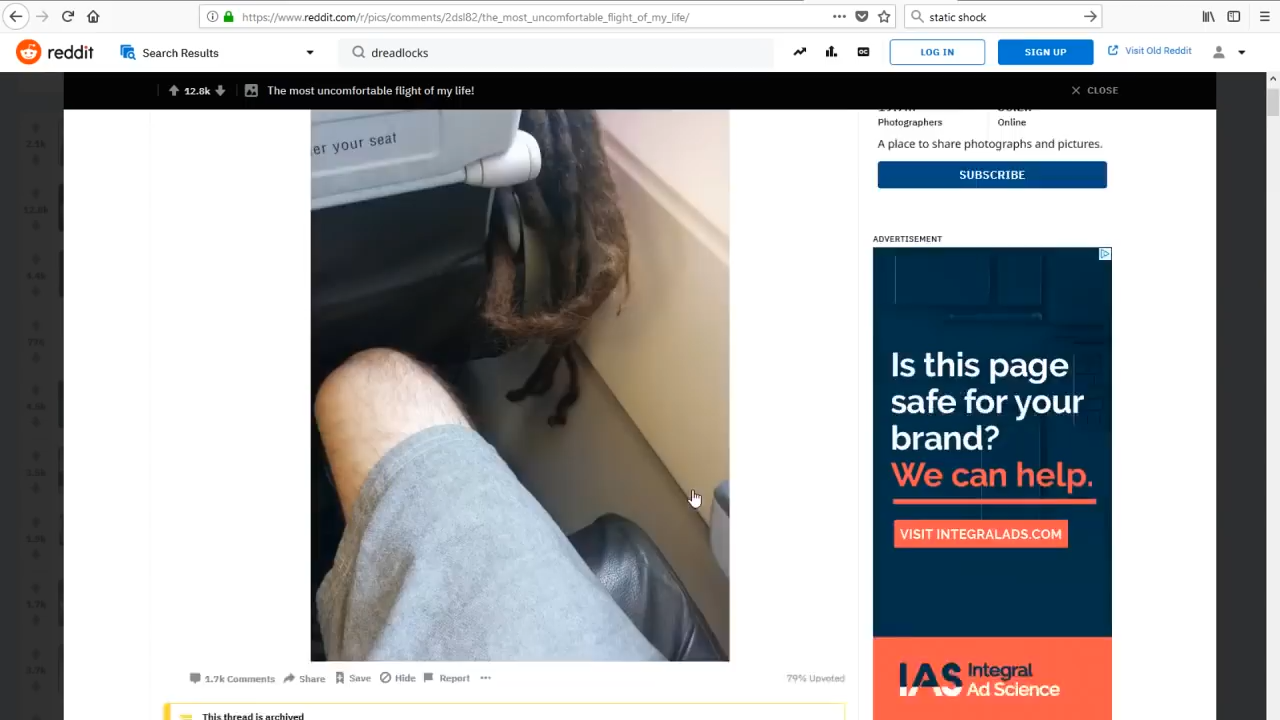 https://www.reddit.com/r/pics/comments/2dsl82/the_most_uncomfortable_flight_of_my_life/
static shock
reddit
Search Results
dreadlocks
LOG IN
SIGN UP
Visit Old Reddit
12.8k
The most uncomfortable flight of my life!
CLOSE
Photographers
Online
A place to share photographs and pictures.
SUBSCRIBE
er your seat
ADVERTISEMENT
Is this page
safe for your
brand?
We can help.
VISIT INTEGRALADS.COM
IAS Integral
Ad Science
1.7k Comments
Share
Save
Hide
Report
79% Upvoted
This thread is archived